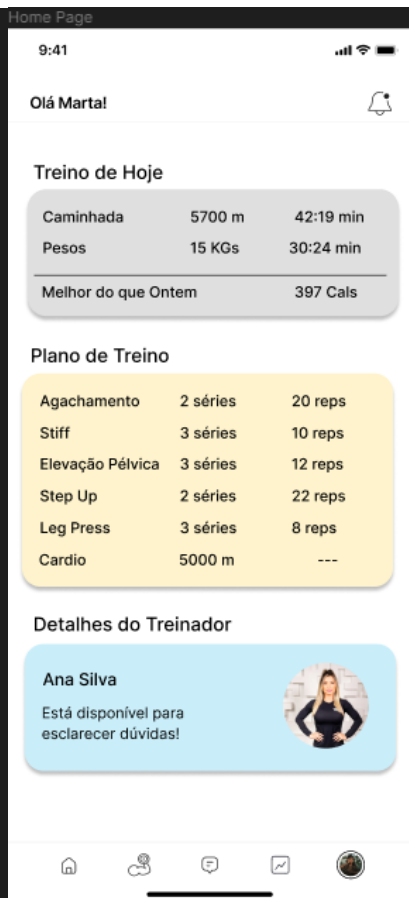 Home Page
9:41
Olá Marta!
Treino de Hoje
Caminhada 5700 m 42:19 min
Pesos 15 KGs 30:24 min
Melhor do que Ontem 397 Cals
Plano de Treino
Agachamento 2 séries 20 reps
Stiff 3 séries 10 reps
Elevação Pélvica 3 séries 12 reps
Step Up 2 séries 22 reps
Leg Press 3 séries 8 reps
Cardio 5000 m ---
Detalhes do Treinador
Ana Silva
Está disponível para
esclarecer dúvidas!